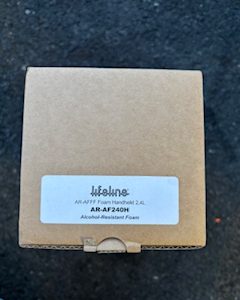 lifeline
AR-AFFF Foam Handheld 2.4L
AR-AF240H
Alcohol-Resistant Foam